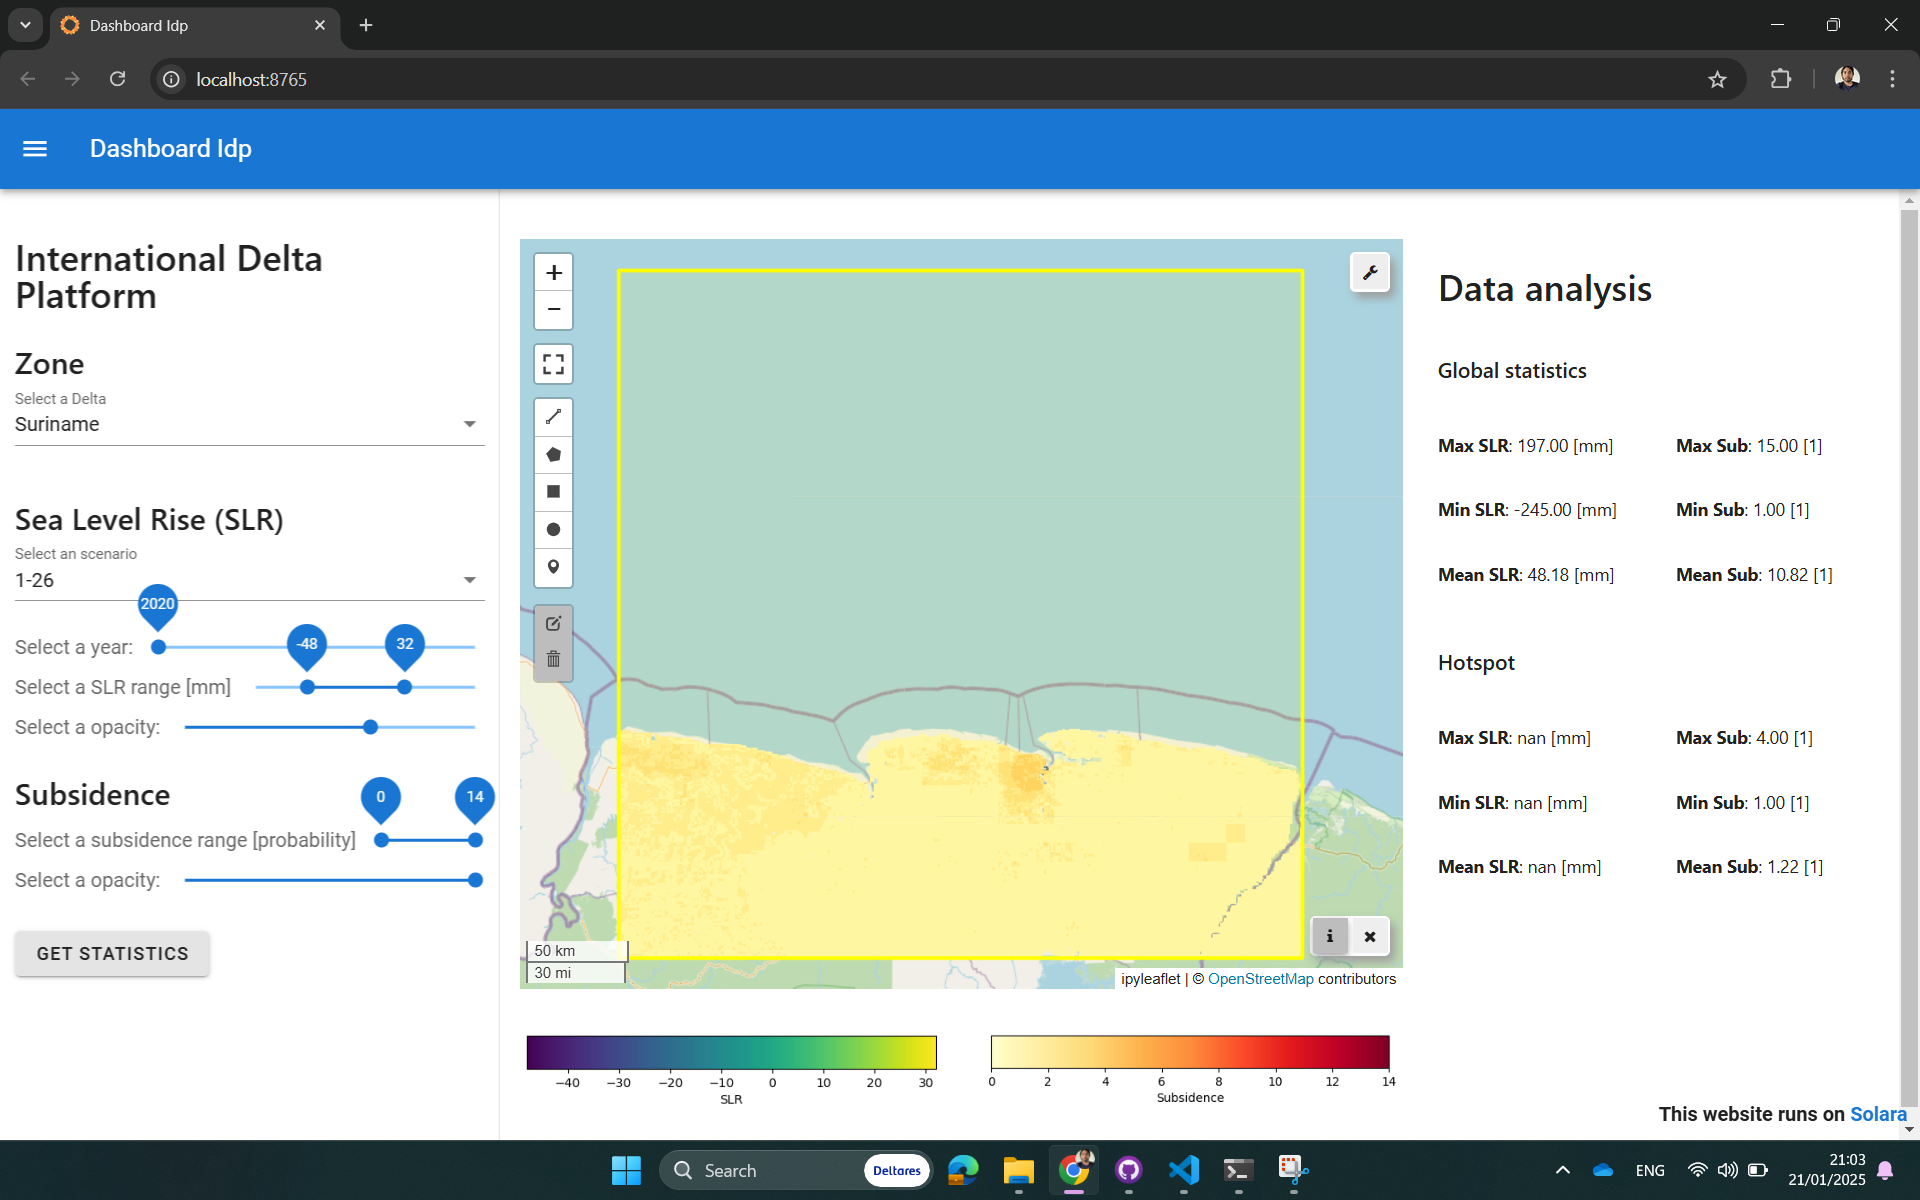 Dashboard Idp
localhost:8765
Dashboard Idp
International Delta
Platform
Zone
Select a Delta
Suriname
Sea Level Rise (SLR)
Select an scenario
1-26
2020
Select a year:
-48
32
Select a SLR range [mm]
Select a opacity:
Subsidence
0
14
Select a subsidence range [probability]
Select a opacity:
GET STATISTICS
+
−
50 km
30 mi
ipyleaflet | © OpenStreetMap contributors
−40 −30 −20 −10 0 10 20 30
SLR
0 2 4 6 8 10 12 14
Subsidence
Data analysis
Global statistics
Max SLR: 197.00 [mm] Max Sub: 15.00 [1]
Min SLR: -245.00 [mm] Min Sub: 1.00 [1]
Mean SLR: 48.18 [mm] Mean Sub: 10.82 [1]
Hotspot
Max SLR: nan [mm] Max Sub: 4.00 [1]
Min SLR: nan [mm] Min Sub: 1.00 [1]
Mean SLR: nan [mm] Mean Sub: 1.22 [1]
This website runs on Solara
Search
Deltares
ENG
21:03
21/01/2025